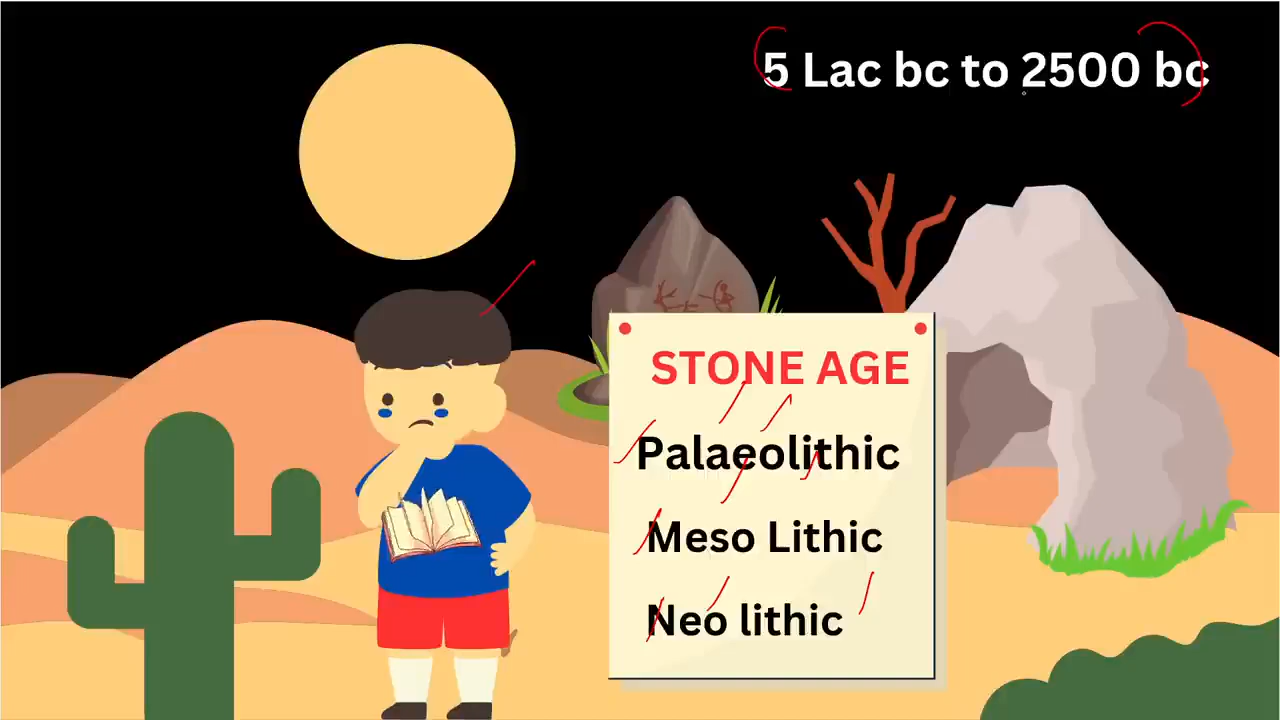 5 Lac bc to 2500 bc
STONE AGE
Palaeolithic
Meso Lithic
Neo lithic